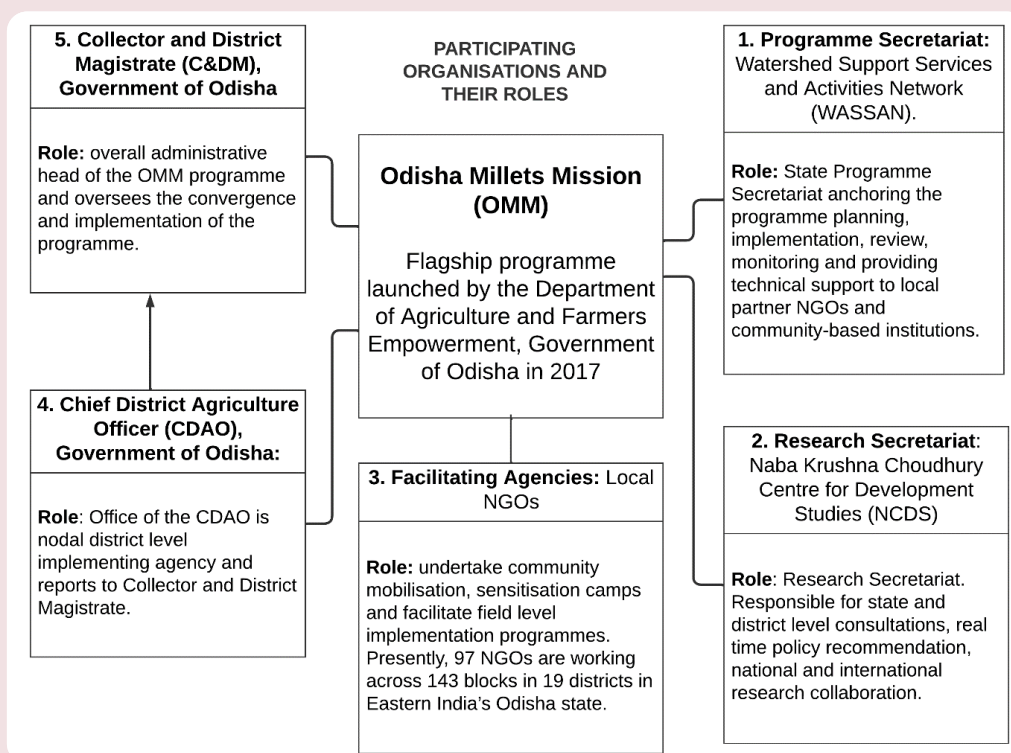 PARTICIPATING
ORGANISATIONS AND
THEIR ROLES
Odisha Millets Mission
(OMM)
Flagship programme
launched by the Department
of Agriculture and Farmers
Empowerment, Government
of Odisha in 2017
1. Programme Secretariat:
Watershed Support Services
and Activities Network
(WASSAN).
Role: State Programme
Secretariat anchoring the
programme planning,
implementation, review,
monitoring and providing
technical support to local
partner NGOs and
community-based institutions.
2. Research Secretariat:
Naba Krushna Choudhury
Centre for Development
Studies (NCDS)
Role: Research Secretariat.
Responsible for state and
district level consultations, real
time policy recommendation,
national and international
research collaboration.
3. Facilitating Agencies: Local
NGOs
Role: undertake community
mobilisation, sensitisation camps
and facilitate field level
implementation programmes.
Presently, 97 NGOs are working
across 143 blocks in 19 districts in
Eastern India's Odisha state.
4. Chief District Agriculture
Officer (CDAO),
Government of Odisha:
Role: Office of the CDAO is
nodal district level
implementing agency and
reports to Collector and District
Magistrate.
5. Collector and District
Magistrate (C&DM),
Government of Odisha
Role: overall administrative
head of the OMM programme
and oversees the convergence
and implementation of the
programme.